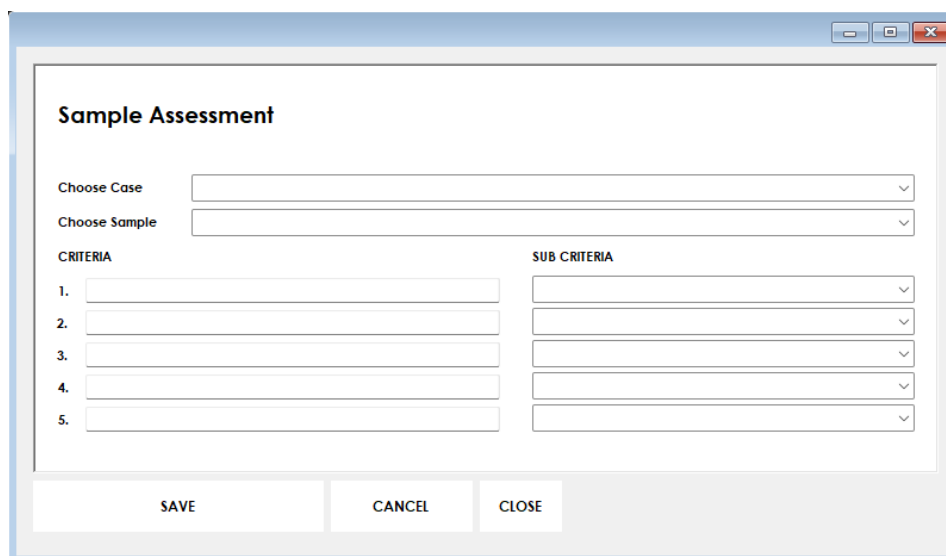 Sample Assessment
Choose Case
Choose Sample
CRITERIA SUB CRITERIA
1.
2.
3.
4.
5.
SAVE CANCEL CLOSE